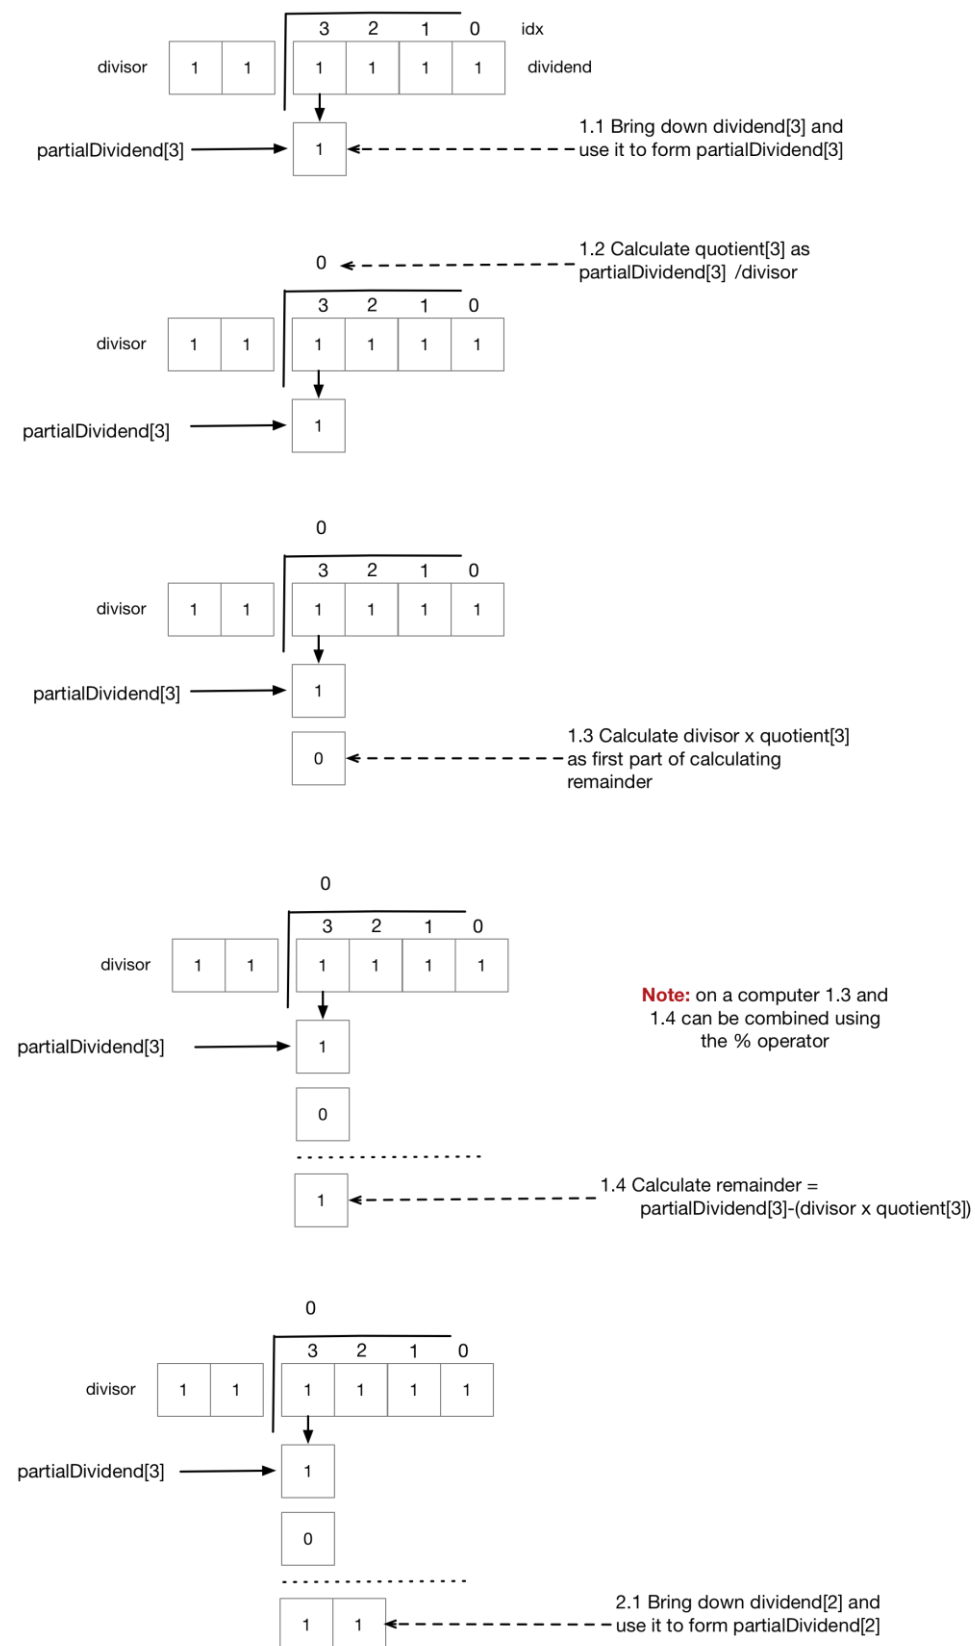 3 2 1 0 idx
divisor 1 1 1 1 1 1 dividend
1.1 Bring down dividend[3] and
partialDividend[3] 1 use it to form partialDividend[3]
1.2 Calculate quotient[3] as
0 partialDividend[3] /divisor
3 2 1 0
divisor 1 1 1 1 1 1
partialDividend[3] 1
0
3 2 1 0
divisor 1 1 1 1 1 1
partialDividend[3] 1
1.3 Calculate divisor x quotient[3]
0 as first part of calculating
remainder
0
3 2 1 0
divisor 1 1 1 1 1 1
Note: on a computer 1.3 and
1.4 can be combined using
the % operator
partialDividend[3] 1
0
1 1.4 Calculate remainder =
partialDividend[3]-(divisor x quotient[3])
0
3 2 1 0
divisor 1 1 1 1 1 1
partialDividend[3] 1
0
2.1 Bring down dividend[2] and
1 1 use it to form partialDividend[2]